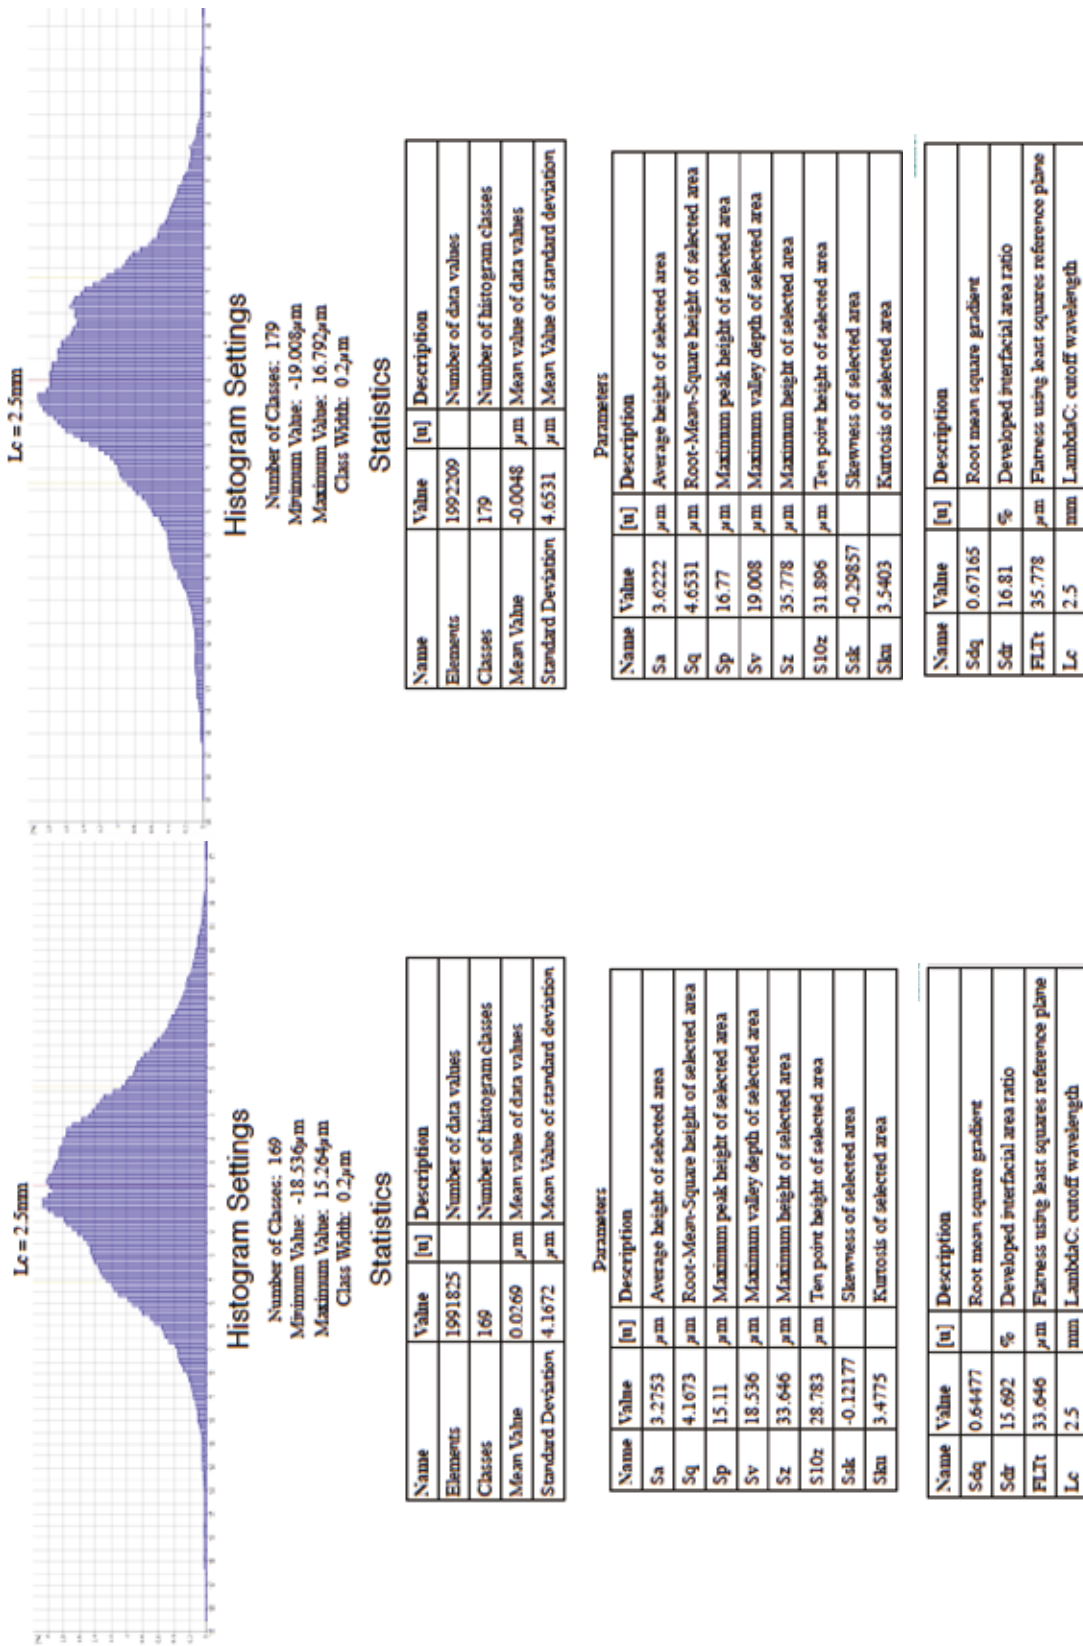 Lc = 2.5mm
Histogram Settings
Number of Classes: 169
Minimum Value: -18.536µm
Maximum Value: 15.264µm
Class Width: 0.2µm
Statistics
Name Value [u] Description
Elements 1991825 Number of data values
Classes 169 Number of histogram classes
Mean Value 0.0269 µm Mean value of data values
Standard Deviation 4.1672 µm Mean Value of standard deviation
Parameters
Name Value [u] Description
Sa 3.2753 µm Average height of selected area
Sq 4.1673 µm Root-Mean-Square height of selected area
Sp 15.11 µm Maximum peak height of selected area
Sv 18.536 µm Maximum valley depth of selected area
Sz 33.646 µm Maximum height of selected area
S10z 28.783 µm Ten point height of selected area
Ssk -0.12177 Skewness of selected area
Sku 3.4775 Kurtosis of selected area
Name Value [u] Description
Sdq 0.64477 Root mean square gradient
Sdr 15.692 % Developed interfacial area ratio
FLTt 33.646 µm Flatness using least squares reference plane
Lc 2.5 mm LambdaC: cutoff wavelength
Lc = 2.5mm
Histogram Settings
Number of Classes: 179
Minimum Value: -19.008µm
Maximum Value: 16.792µm
Class Width: 0.2µm
Statistics
Name Value [u] Description
Elements 1992209 Number of data values
Classes 179 Number of histogram classes
Mean Value -0.0048 µm Mean value of data values
Standard Deviation 4.6531 µm Mean Value of standard deviation
Parameters
Name Value [u] Description
Sa 3.6222 µm Average height of selected area
Sq 4.6531 µm Root-Mean-Square height of selected area
Sp 16.77 µm Maximum peak height of selected area
Sv 19.008 µm Maximum valley depth of selected area
Sz 35.778 µm Maximum height of selected area
S10z 31.896 µm Ten point height of selected area
Ssk -0.29857 Skewness of selected area
Sku 3.5403 Kurtosis of selected area
Name Value [u] Description
Sdq 0.67165 Root mean square gradient
Sdr 16.81 % Developed interfacial area ratio
FLTt 35.778 µm Flatness using least squares reference plane
Lc 2.5 mm LambdaC: cutoff wavelength